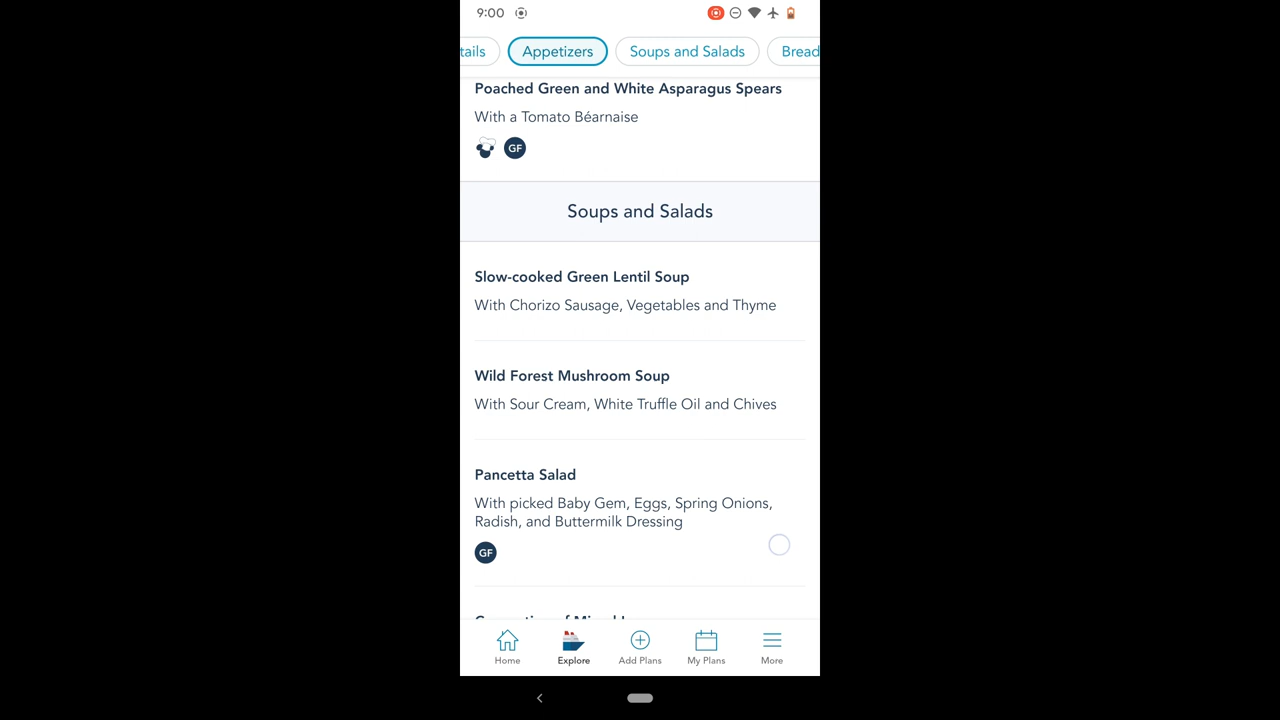 9:00
tails
Appetizers
Soups and Salads
Bread
Poached Green and White Asparagus Spears
With a Tomato Béarnaise
GF
Soups and Salads
Slow-cooked Green Lentil Soup
With Chorizo Sausage, Vegetables and Thyme
Wild Forest Mushroom Soup
With Sour Cream, White Truffle Oil and Chives
Pancetta Salad
With picked Baby Gem, Eggs, Spring Onions,
Radish, and Buttermilk Dressing
GF
Home
Explore
Add Plans
My Plans
More